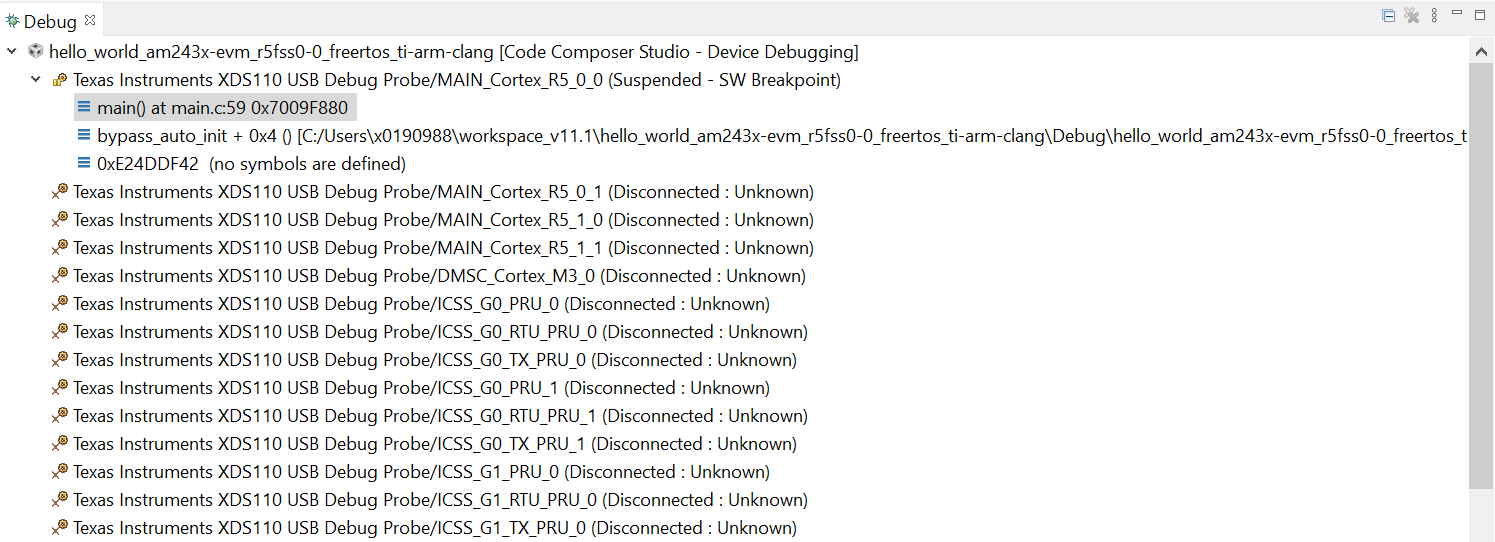 Debug
hello_world_am243x-evm_r5fss0-0_freertos_ti-arm-clang [Code Composer Studio - Device Debugging]
Texas Instruments XDS110 USB Debug Probe/MAIN_Cortex_R5_0_0 (Suspended - SW Breakpoint)
main() at main.c:59 0x7009F880
bypass_auto_init + 0x4 () [C:/Users\x0190988\workspace_v11.1\hello_world_am243x-evm_r5fss0-0_freertos_ti-arm-clang\Debug\hello_world_am243x-evm_r5fss0-0_freertos_t
0xE24DDF42  (no symbols are defined)
Texas Instruments XDS110 USB Debug Probe/MAIN_Cortex_R5_0_1 (Disconnected : Unknown)
Texas Instruments XDS110 USB Debug Probe/MAIN_Cortex_R5_1_0 (Disconnected : Unknown)
Texas Instruments XDS110 USB Debug Probe/MAIN_Cortex_R5_1_1 (Disconnected : Unknown)
Texas Instruments XDS110 USB Debug Probe/DMSC_Cortex_M3_0 (Disconnected : Unknown)
Texas Instruments XDS110 USB Debug Probe/ICSS_G0_PRU_0 (Disconnected : Unknown)
Texas Instruments XDS110 USB Debug Probe/ICSS_G0_RTU_PRU_0 (Disconnected : Unknown)
Texas Instruments XDS110 USB Debug Probe/ICSS_G0_TX_PRU_0 (Disconnected : Unknown)
Texas Instruments XDS110 USB Debug Probe/ICSS_G0_PRU_1 (Disconnected : Unknown)
Texas Instruments XDS110 USB Debug Probe/ICSS_G0_RTU_PRU_1 (Disconnected : Unknown)
Texas Instruments XDS110 USB Debug Probe/ICSS_G0_TX_PRU_1 (Disconnected : Unknown)
Texas Instruments XDS110 USB Debug Probe/ICSS_G1_PRU_0 (Disconnected : Unknown)
Texas Instruments XDS110 USB Debug Probe/ICSS_G1_RTU_PRU_0 (Disconnected : Unknown)
Texas Instruments XDS110 USB Debug Probe/ICSS_G1_TX_PRU_0 (Disconnected : Unknown)